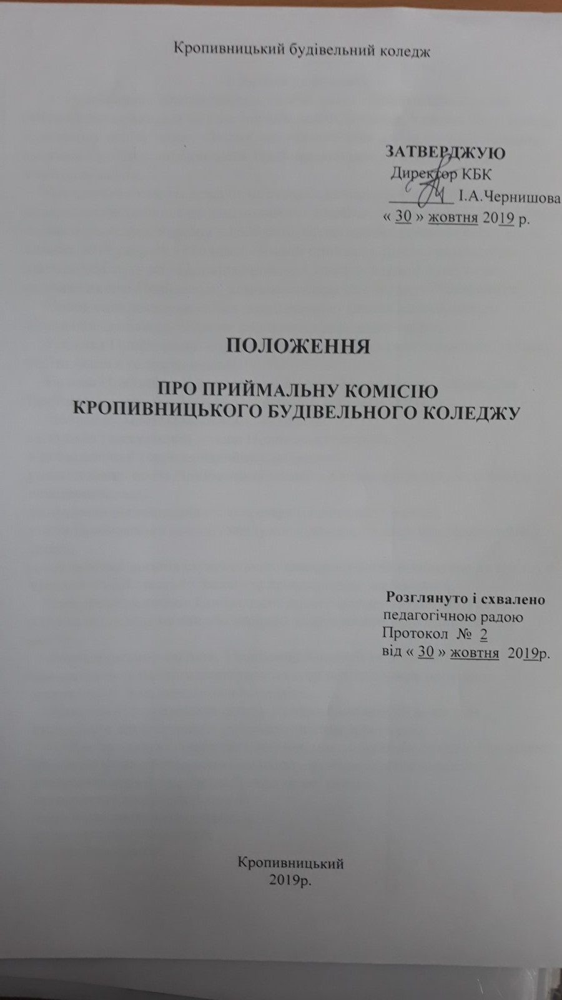 Кропивницький будівельний коледж
ЗАТВЕРДЖУЮ
Директор КБК
________ І.А.Чернишова
« 30 » жовтня 2019 р.
ПОЛОЖЕННЯ
ПРО ПРИЙМАЛЬНУ КОМІСІЮ
КРОПИВНИЦЬКОГО БУДІВЕЛЬНОГО КОЛЕДЖУ
Розглянуто і схвалено
педагогічною радою
Протокол № 2
від « 30 » жовтня 2019р.
Кропивницький
2019р.